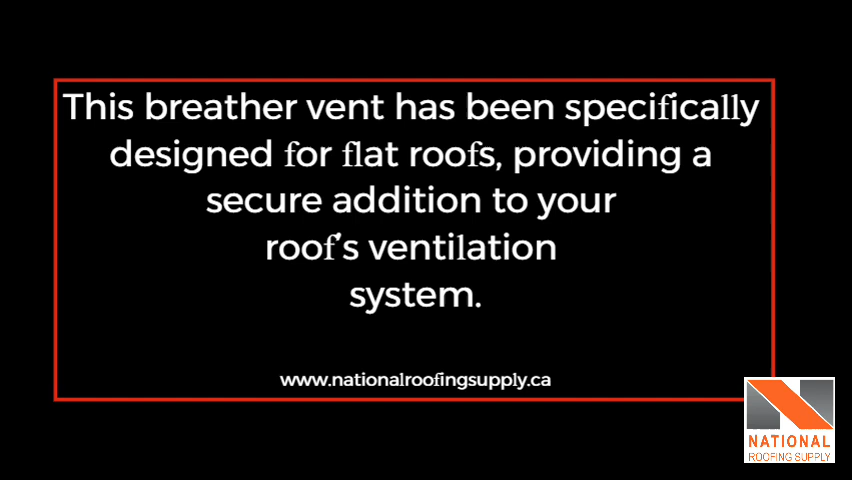 This breather vent has been specifically
designed for flat roofs, providing a
secure addition to your
roof's ventilation
system.
www.nationalroofingsupply.ca
NATIONAL
ROOFING SUPPLY